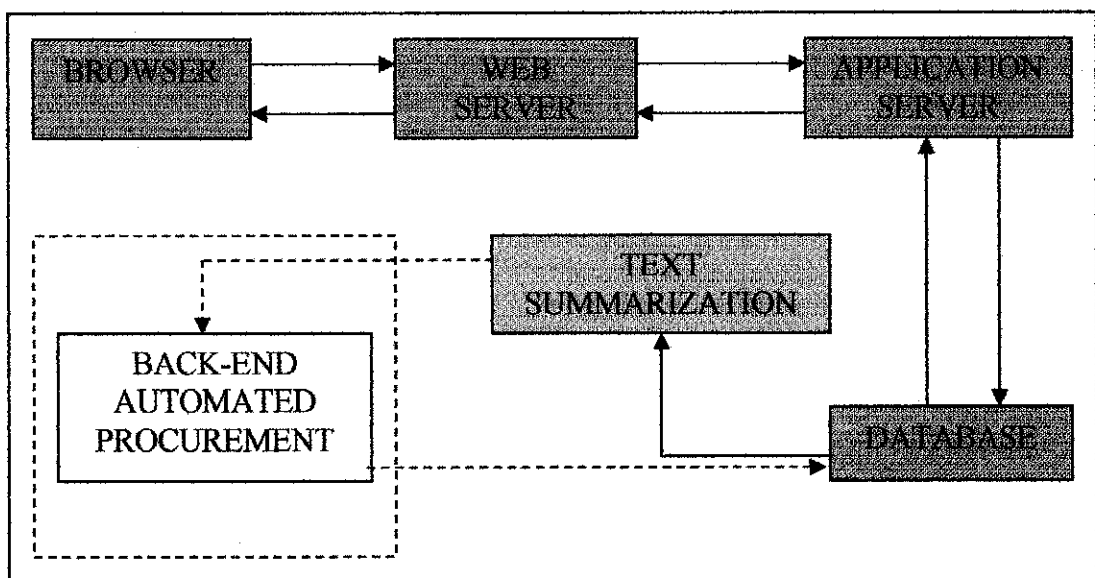 BROWSER
WEB
SERVER
APPLICATION
SERVER
TEXT
SUMMARIZATION
BACK-END
AUTOMATED
PROCUREMENT
DATABASE